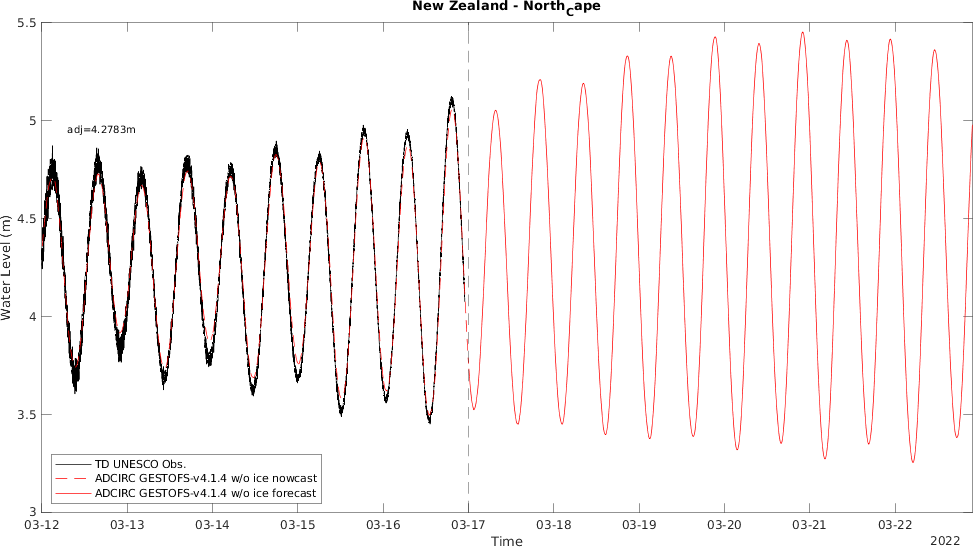 New Zealand - NorthCape
5.5
5
4.5
4
3.5
3
Water Level (m)
adj=4.2783m
TD UNESCO Obs.
ADCIRC GESTOFS-v4.1.4 w/o ice nowcast
ADCIRC GESTOFS-v4.1.4 w/o ice forecast
03-12 03-13 03-14 03-15 03-16 03-17 03-18 03-19 03-20 03-21 03-22
Time
2022